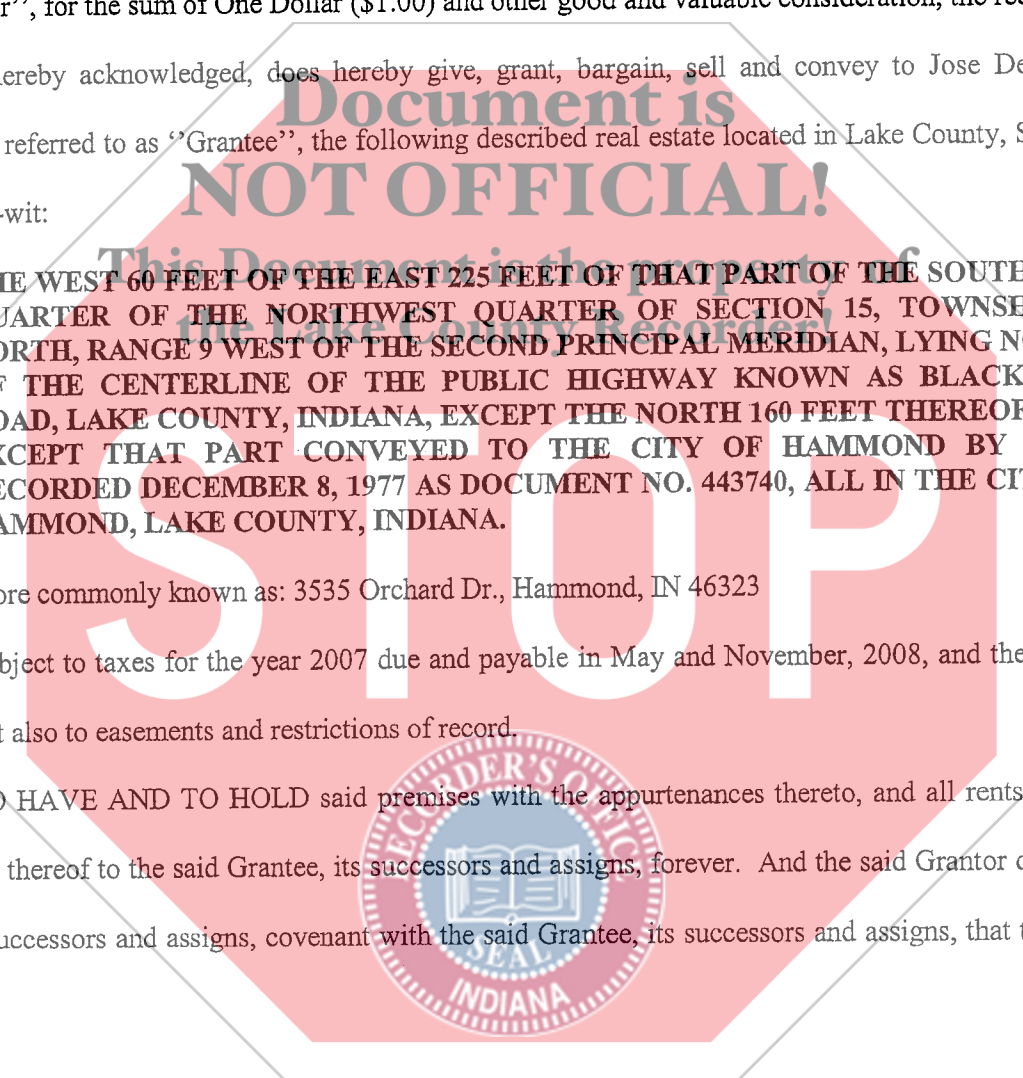 r'', for the sum of One Dollar ($1.00) and other good and valuable consideration, the
ereby acknowledged, does hereby give, grant, bargain, sell and convey to Jose De
Document is
referred to as ‘‘Grantee’’, the following described real estate located in Lake County, S
NOT OFFICIAL!
-wit:
This Document is the property of
IE WEST 60 FEET OF THE EAST 225 FEET OF THAT PART OF THE SOUTH
UARTER OF THE NORTHWEST QUARTER OF SECTION 15, TOWNSH
the Lake County Recorder!
ORTH, RANGE 9 WEST OF THE SECOND PRINCIPAL MERIDIAN, LYING NO
F THE CENTERLINE OF THE PUBLIC HIGHWAY KNOWN AS BLACK
OAD, LAKE COUNTY, INDIANA, EXCEPT THE NORTH 160 FEET THEREOF
XCEPT THAT PART CONVEYED TO THE CITY OF HAMMOND BY
ECORDED DECEMBER 8, 1977 AS DOCUMENT NO. 443740, ALL IN THE CIT
AMMOND, LAKE COUNTY, INDIANA.
STOP
ore commonly known as: 3535 Orchard Dr., Hammond, IN 46323
bject to taxes for the year 2007 due and payable in May and November, 2008, and the
t also to easements and restrictions of record.
O HAVE AND TO HOLD said premises with the appurtenances thereto, and all rents
thereof to the said Grantee, its successors and assigns, forever. And the said Grantor
uccessors and assigns, covenant with the said Grantee, its successors and assigns, that
RECORDER'S OFFIC
SEAL
INDIANA